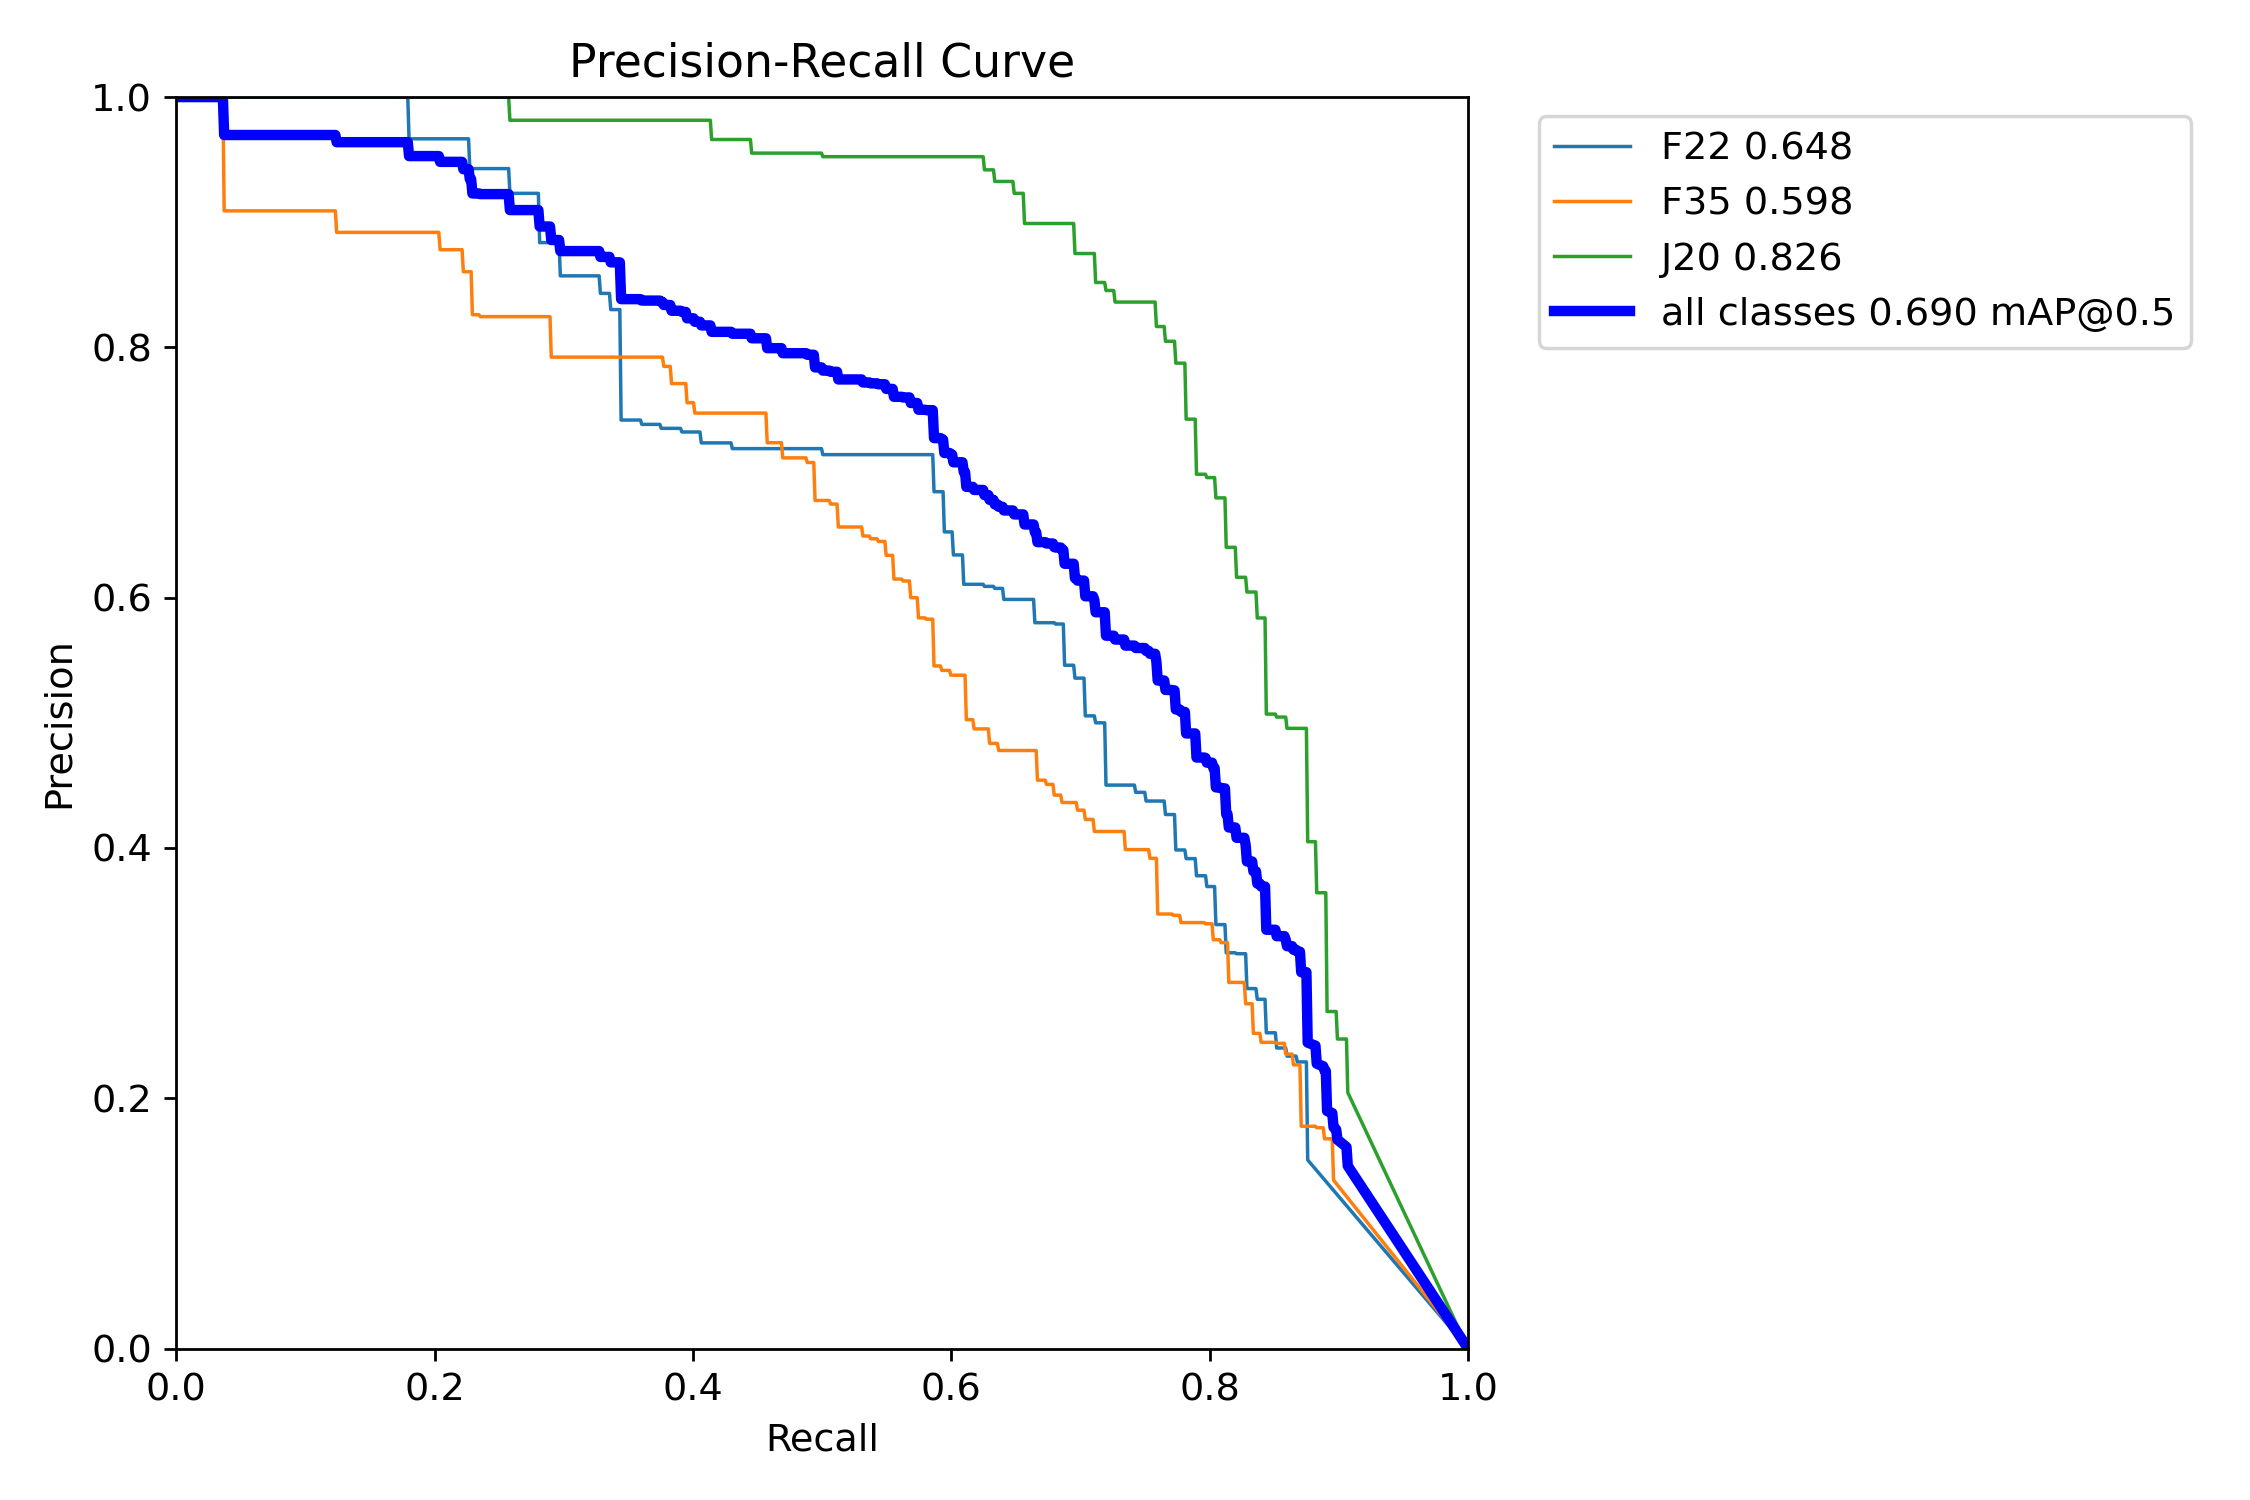 Precision-Recall Curve
1.0
0.8
0.6
0.4
0.2
0.0
Precision
0.0 0.2 0.4 0.6 0.8 1.0
Recall
F22 0.648
F35 0.598
J20 0.826
all classes 0.690 mAP@0.5